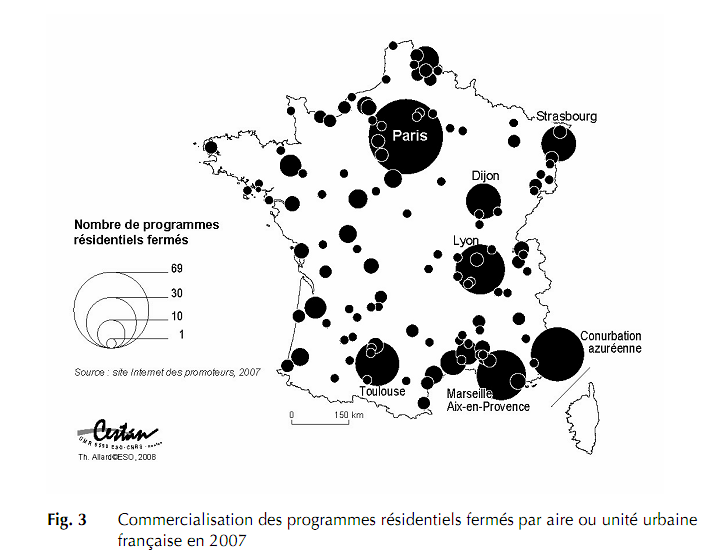 Strasbourg
Paris
Dijon
Lyon
Nombre de programmes
résidentiels fermés
69
30
10
1
Source : site Internet des promoteurs, 2007
Conurbation
azuréenne
Toulouse
Marseille
Aix-en-Provence
0 150 km
Cestan
Th. Allard©ESO, 2008
Fig. 3 Commercialisation des programmes résidentiels fermés par aire ou unité urbaine
française en 2007